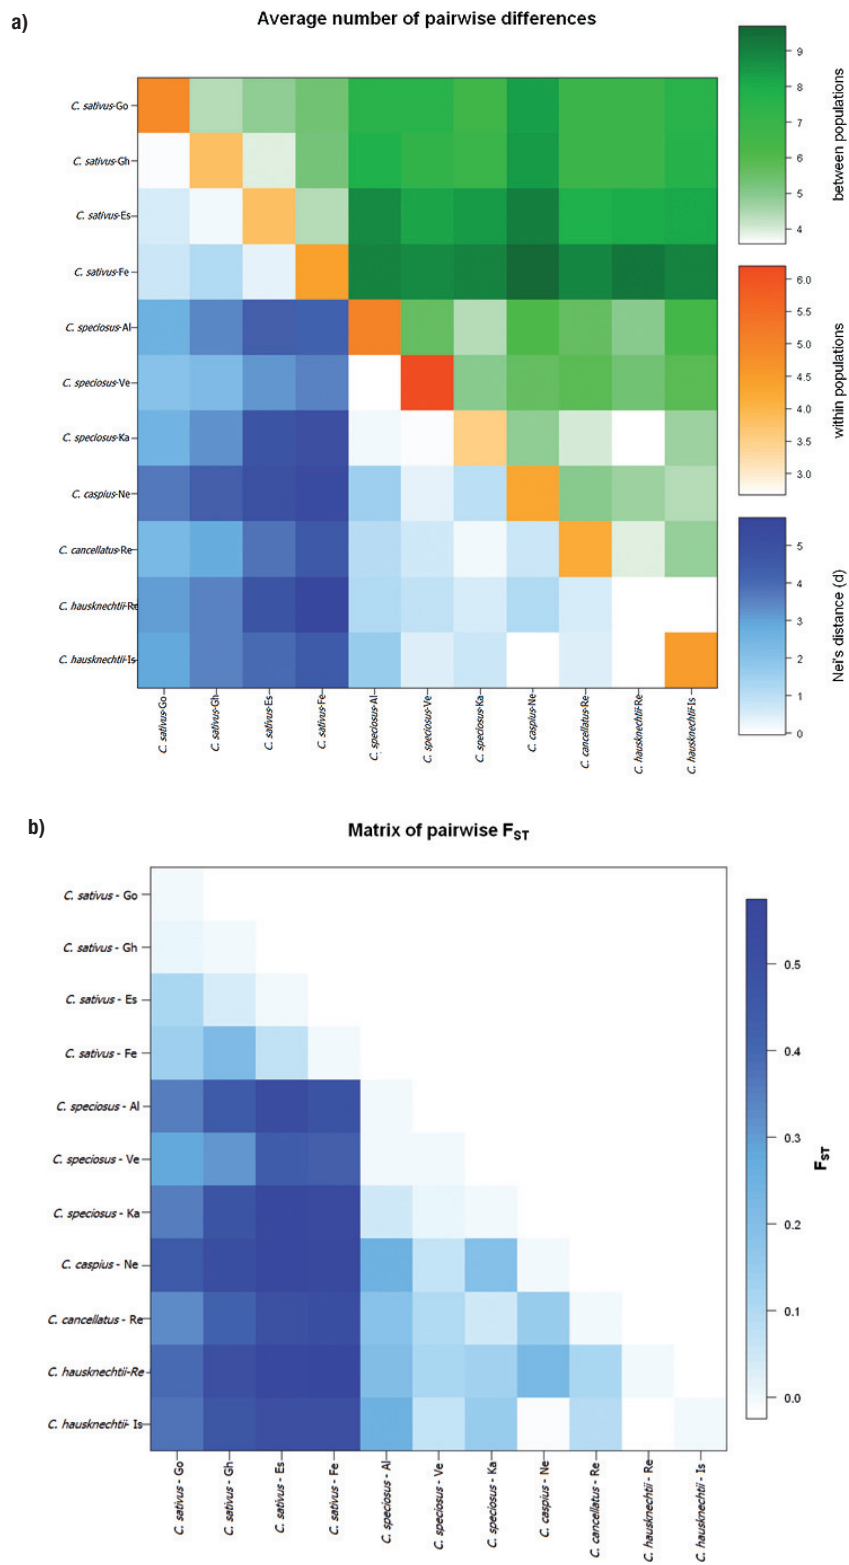 a)
Average number of pairwise differences
C. sativus-Go
C. sativus-Gh
C. sativus-Es
C. sativus-Fe
C. speciosus-Al
C. speciosus-Ve
C. speciosus-Ka
C. caspius-Ne
C. cancellatus-Re
C. hausknechtii-Re
C. hausknechtii-Is
C. sativus-Go
C. sativus-Gh
C. sativus-Es
C. sativus-Fe
C. speciosus-Al
C. speciosus-Ve
C. speciosus-Ka
C. caspius-Ne
C. cancellatus-Re
C. hausknechtii-Re
C. hausknechtii-Is
9
8
7
6
5
4
between populations
6.0
5.5
5.0
4.5
4.0
3.5
3.0
within populations
5
4
3
2
1
0
Nei's distance (d)
b)
Matrix of pairwise FST
C. sativus - Go
C. sativus - Gh
C. sativus - Es
C. sativus - Fe
C. speciosus - Al
C. speciosus - Ve
C. speciosus - Ka
C. caspius - Ne
C. cancellatus - Re
C. hausknechtii-Re
C. hausknechtii- Is
C. sativus - Go
C. sativus - Gh
C. sativus - Es
C. sativus - Fe
C. speciosus - Al
C. speciosus - Ve
C. speciosus - Ka
C. caspius - Ne
C. cancellatus - Re
C. hausknechtii - Re
C. hausknechtii - Is
0.5
0.4
0.3
0.2
0.1
0.0
FST